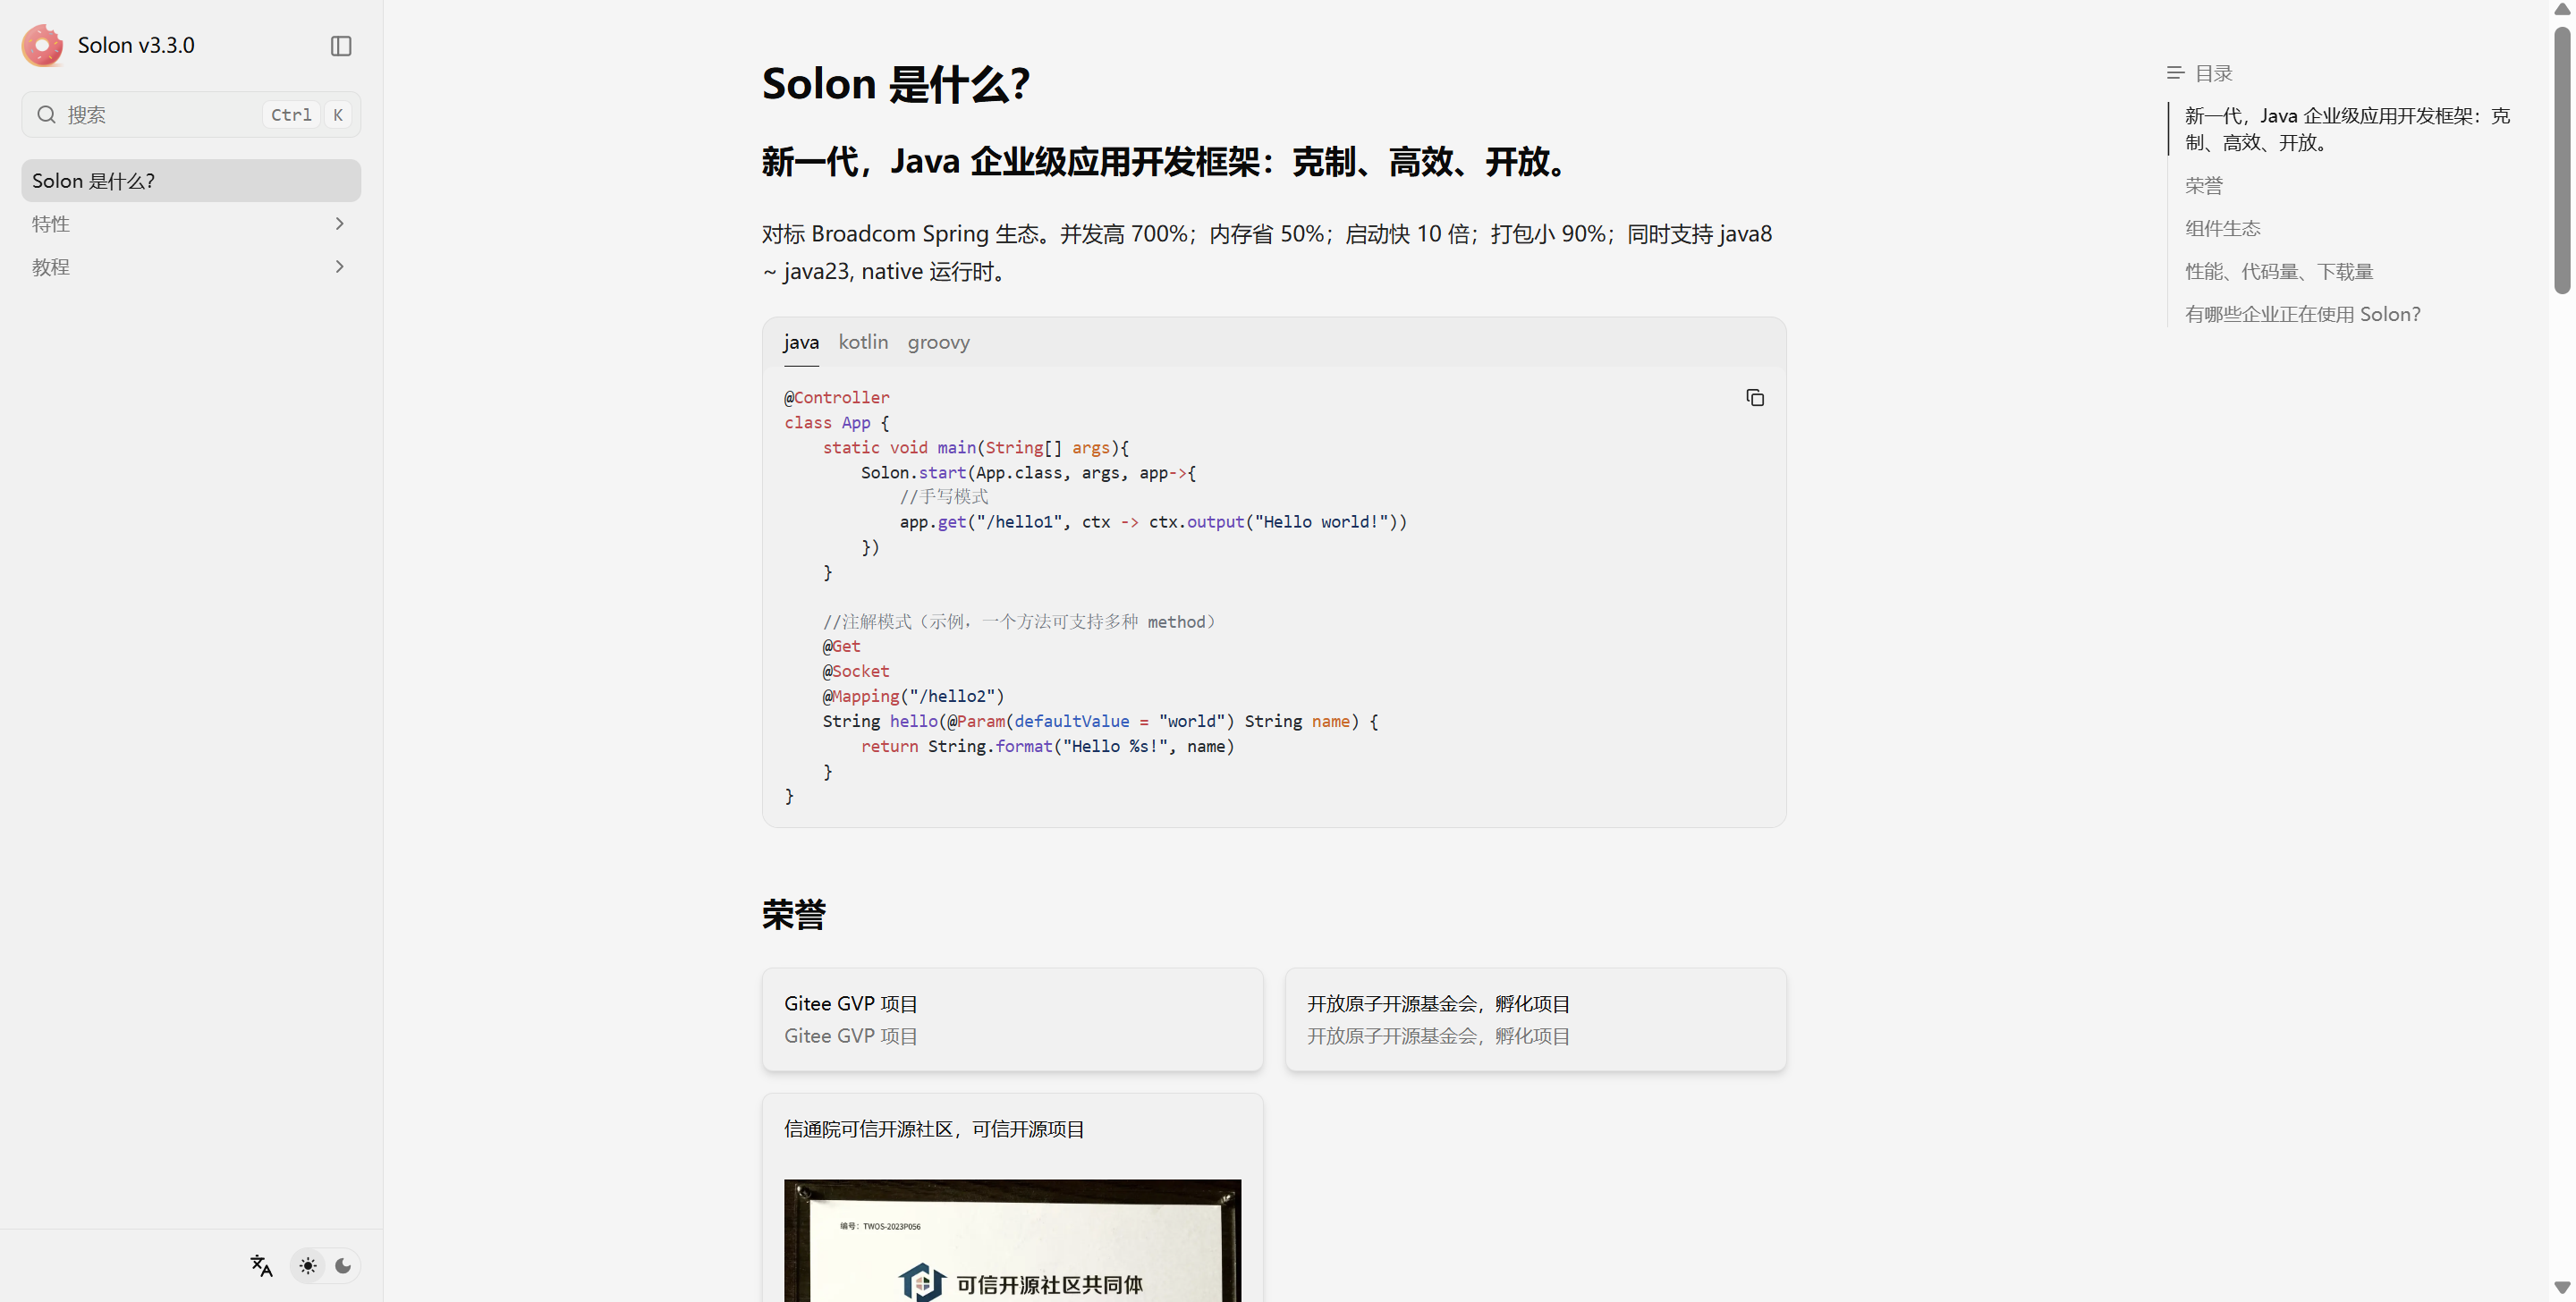 Solon v3.3.0
搜索
Ctrl K
Solon 是什么？
特性
教程
Solon 是什么？
新一代，Java 企业级应用开发框架：克制、高效、开放。
对标 Broadcom Spring 生态。并发高 700%；内存省 50%；启动快 10 倍；打包小 90%；同时支持 java8
~ java23, native 运行时。
java kotlin groovy
@Controller
class App {
    static void main(String[] args){
        Solon.start(App.class, args, app->{
            //手写模式
            app.get("/hello1", ctx -> ctx.output("Hello world!"))
        })
    }
    //注解模式（示例，一个方法可支持多种 method）
    @Get
    @Socket
    @Mapping("/hello2")
    String hello(@Param(defaultValue = "world") String name) {
        return String.format("Hello %s!", name)
    }
}
荣誉
Gitee GVP 项目
Gitee GVP 项目
开放原子开源基金会，孵化项目
开放原子开源基金会，孵化项目
信通院可信开源社区，可信开源项目
编号：TWOS-2023P056
可信开源社区共同体
目录
新一代，Java 企业级应用开发框架：克
制、高效、开放。
荣誉
组件生态
性能、代码量、下载量
有哪些企业正在使用 Solon？